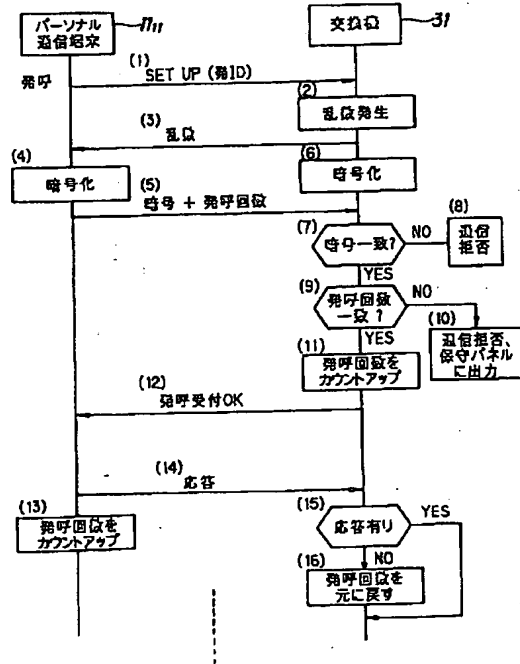 パーソナル
通信端末
11₁₁
交換機
31
発呼
(1)
SET UP (発ID)
(2)
乱数発生
(3)
乱数
(4)
暗号化
(6)
暗号化
(5)
暗号 + 発呼回数
(7)
暗号一致?
NO
(8)
通信
拒否
YES
(9)
発呼回数
一致?
NO
(10)
通信拒否、
保守パネル
に出力
YES
(11)
発呼回数を
カウントアップ
(12)
発呼受付OK
(14)
応答
(13)
発呼回数を
カウントアップ
(15)
応答有り
YES
NO
(16)
発呼回数を
元に戻す